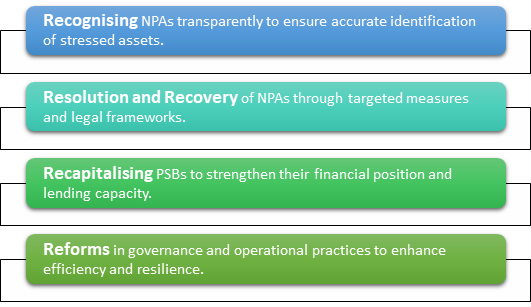 Recognising NPAs transparently to ensure accurate identification
of stressed assets.
Resolution and Recovery of NPAs through targeted measures
and legal frameworks.
Recapitalising PSBs to strengthen their financial position and
lending capacity.
Reforms in governance and operational practices to enhance
efficiency and resilience.